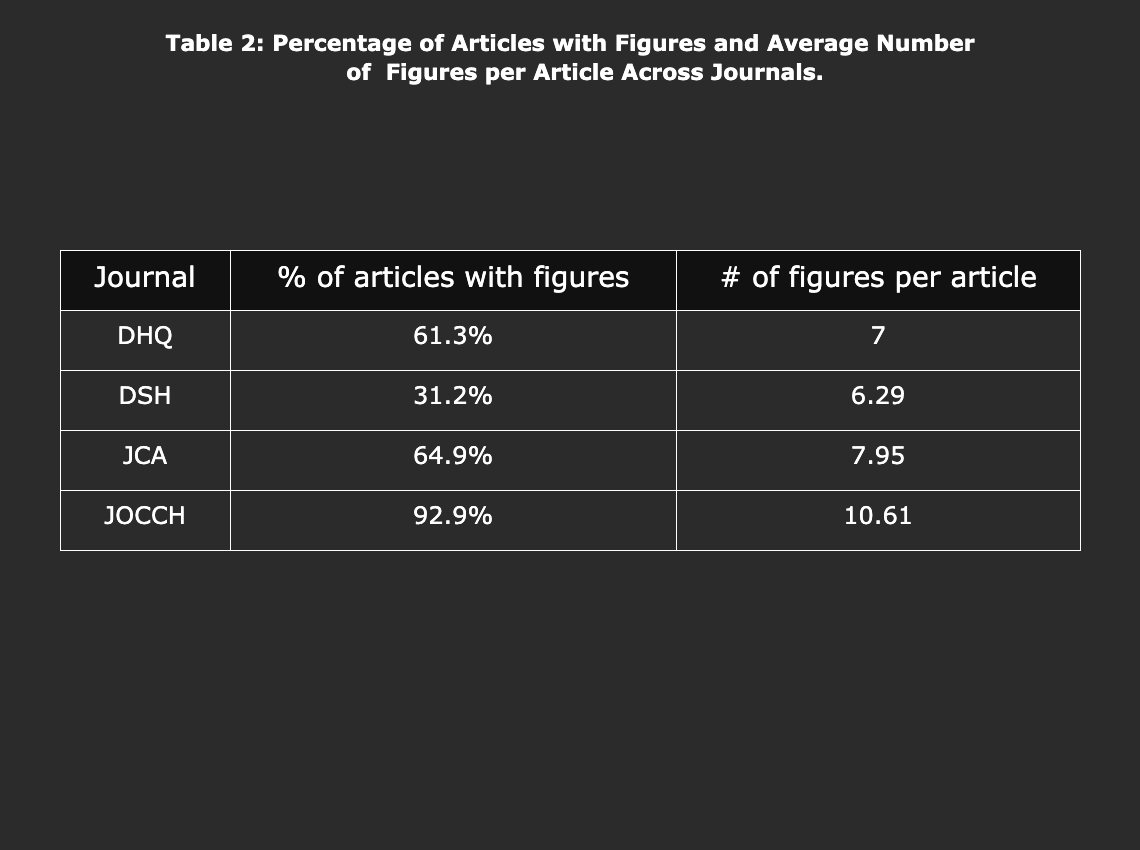 Table 2: Percentage of Articles with Figures and Average Number
of  Figures per Article Across Journals.
Journal % of articles with figures # of figures per article
DHQ 61.3% 7
DSH 31.2% 6.29
JCA 64.9% 7.95
JOCCH 92.9% 10.61